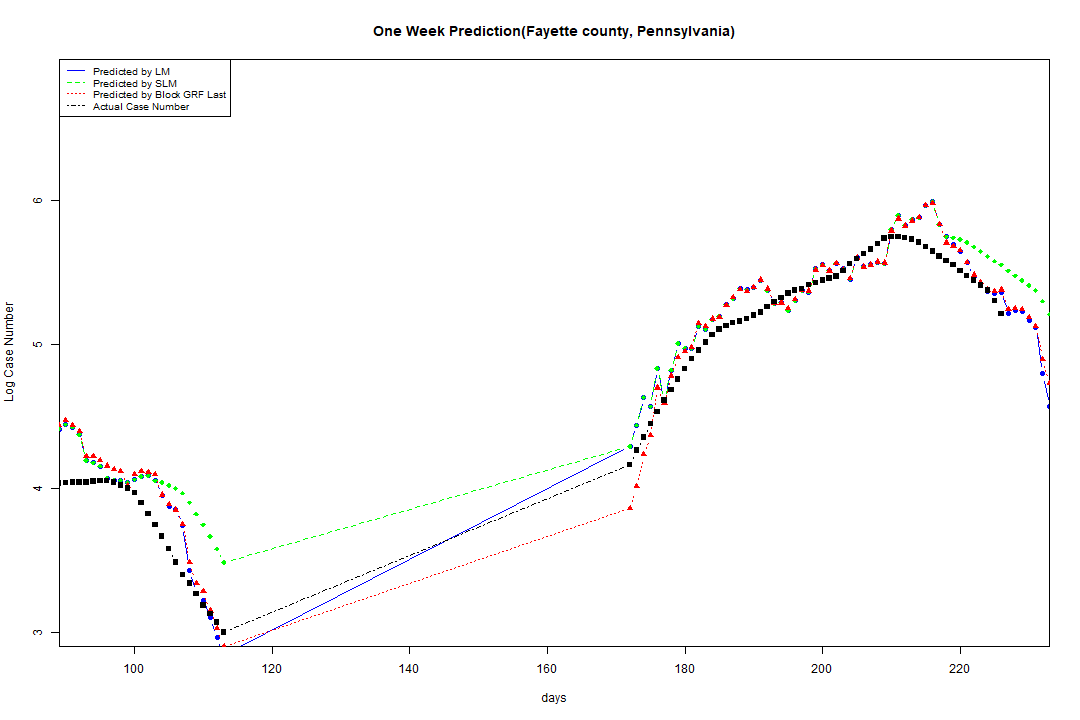 One Week Prediction(Fayette county, Pennsylvania)
Predicted by LM
Predicted by SLM
Predicted by Block GRF Last
Actual Case Number
Log Case Number
6
5
4
3
100 120 140 160 180 200 220
days